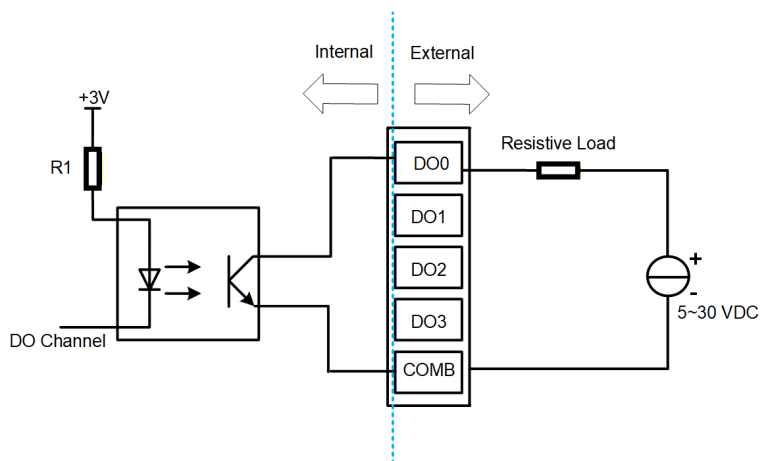 Internal
External
+3V
R1
DO Channel
DO0
DO1
DO2
DO3
COMB
Resistive Load
+
-
5~30 VDC